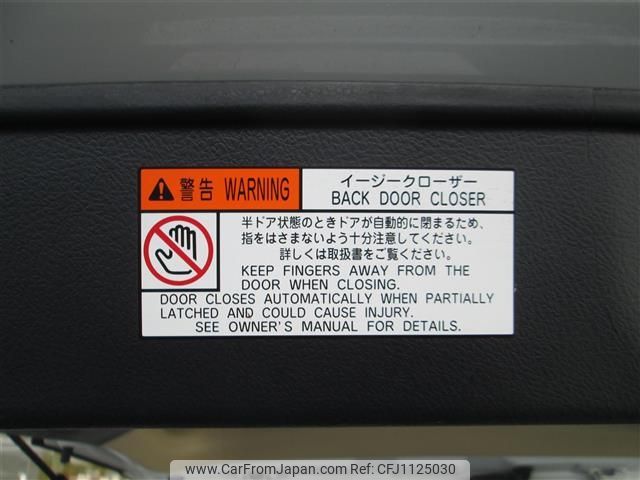 警告 WARNING
イージークローザー
BACK DOOR CLOSER
半ドア状態のときドアが自動的に閉まるため、
指をはさまないよう十分注意してください。
詳しくは取扱書をご覧ください。
KEEP FINGERS AWAY FROM THE
DOOR WHEN CLOSING.
DOOR CLOSES AUTOMATICALLY WHEN PARTIALLY
LATCHED AND COULD CAUSE INJURY.
SEE OWNER'S MANUAL FOR DETAILS.
www.CarFromJapan.com - Ref: CFJ1125030